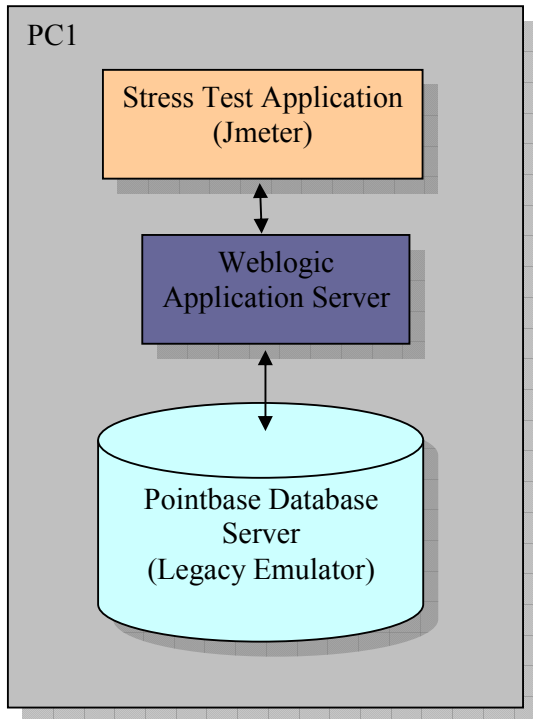 PC1
Stress Test Application
(Jmeter)
Weblogic
Application Server
Pointbase Database
Server
(Legacy Emulator)